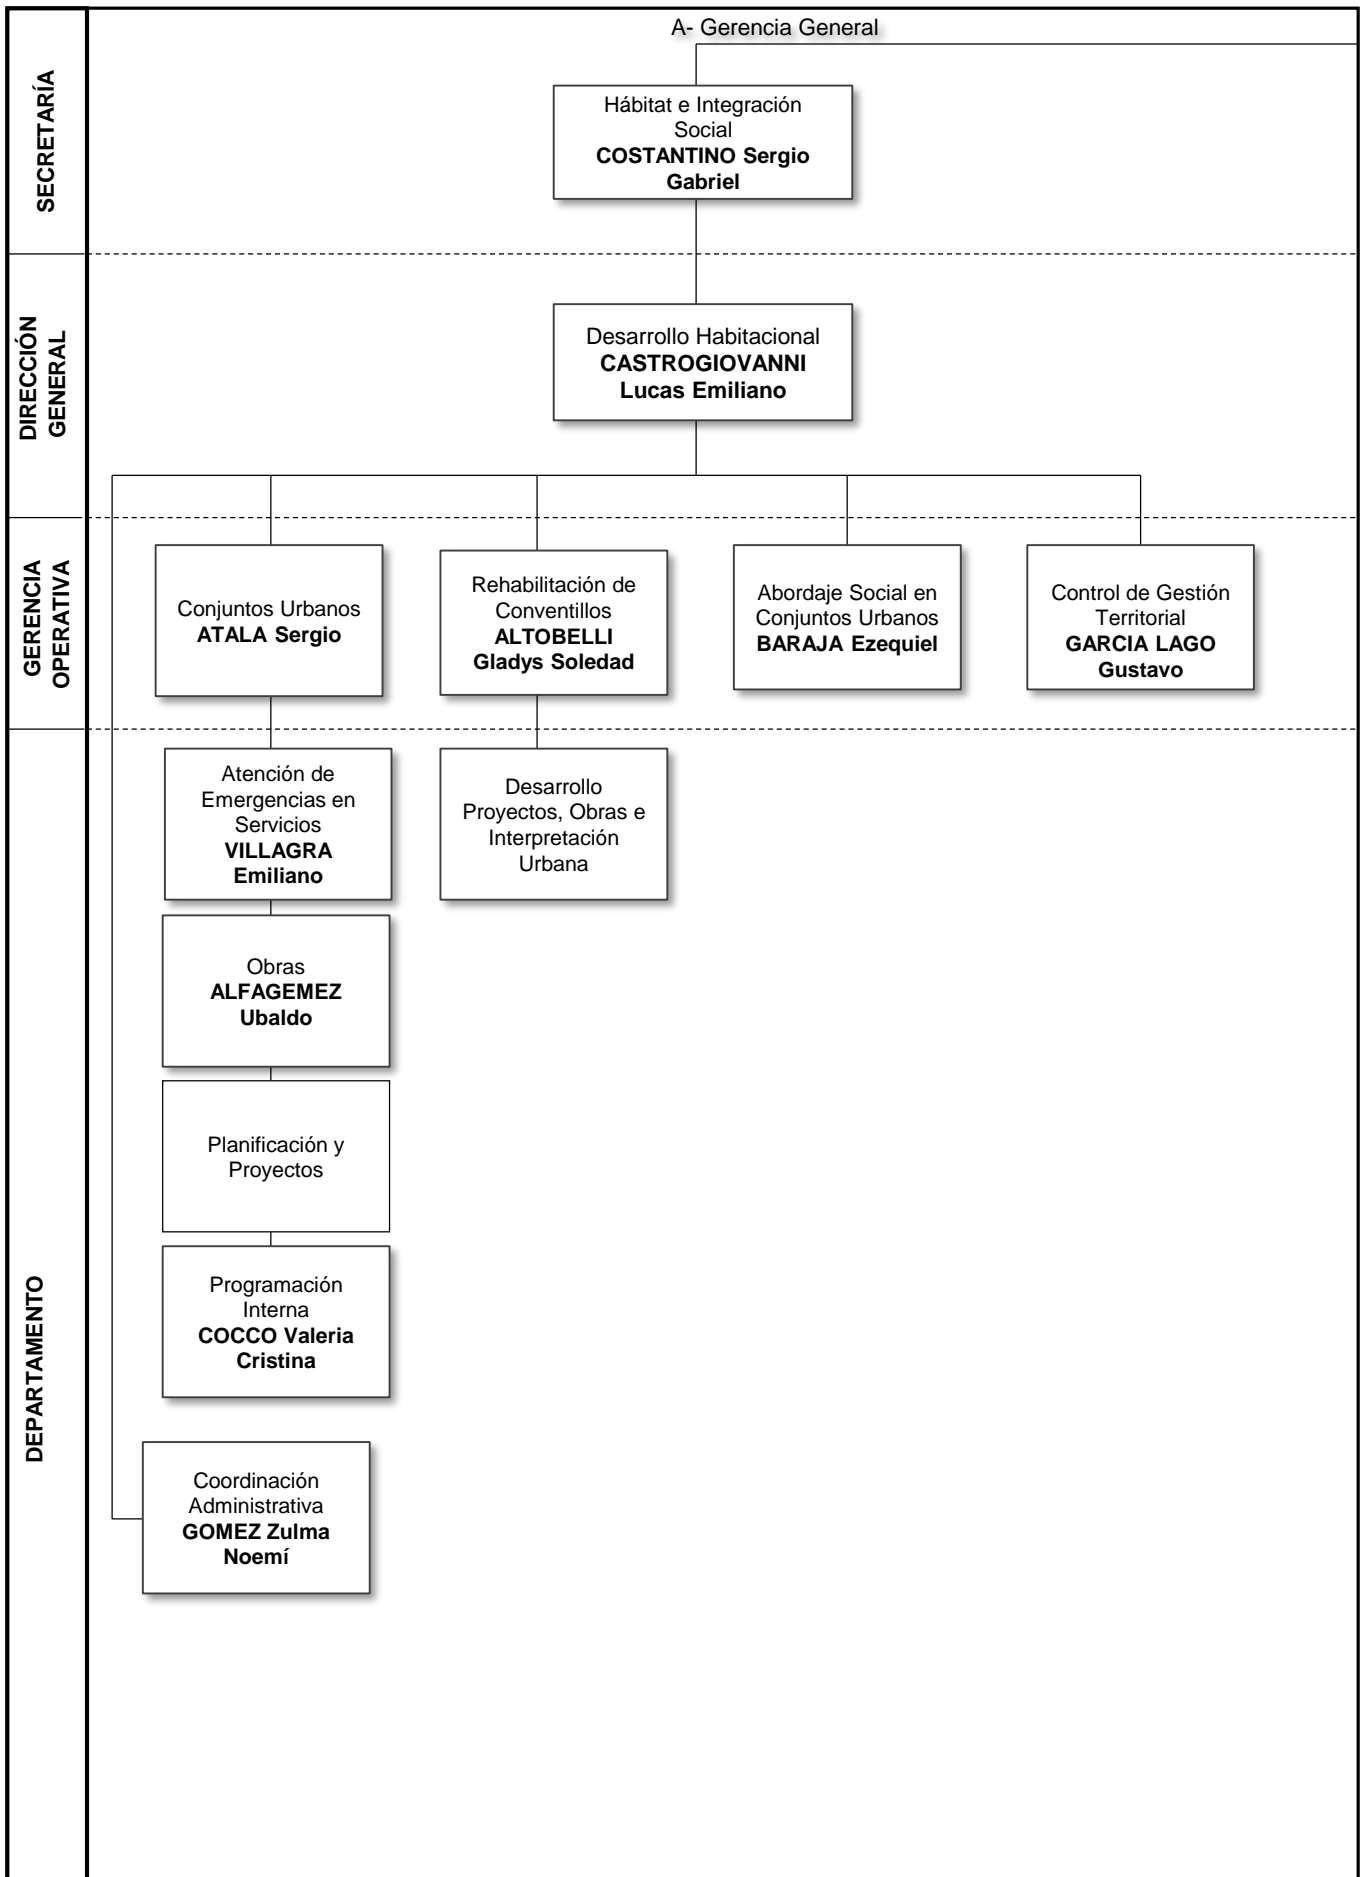 A- Gerencia General
SECRETARÍA
Hábitat e Integración
Social
COSTANTINO Sergio
Gabriel
DIRECCIÓN
GENERAL
Desarrollo Habitacional
CASTROGIOVANNI
Lucas Emiliano
GERENCIA
OPERATIVA
Conjuntos Urbanos
ATALA Sergio
Rehabilitación de
Conventillos
ALTOBELLI
Gladys Soledad
Abordaje Social en
Conjuntos Urbanos
BARAJA Ezequiel
Control de Gestión
Territorial
GARCIA LAGO
Gustavo
DEPARTAMENTO
Atención de
Emergencias en
Servicios
VILLAGRA
Emiliano
Desarrollo
Proyectos, Obras e
Interpretación
Urbana
Obras
ALFAGEMEZ
Ubaldo
Planificación y
Proyectos
Programación
Interna
COCCO Valeria
Cristina
Coordinación
Administrativa
GOMEZ Zulma
Noemí